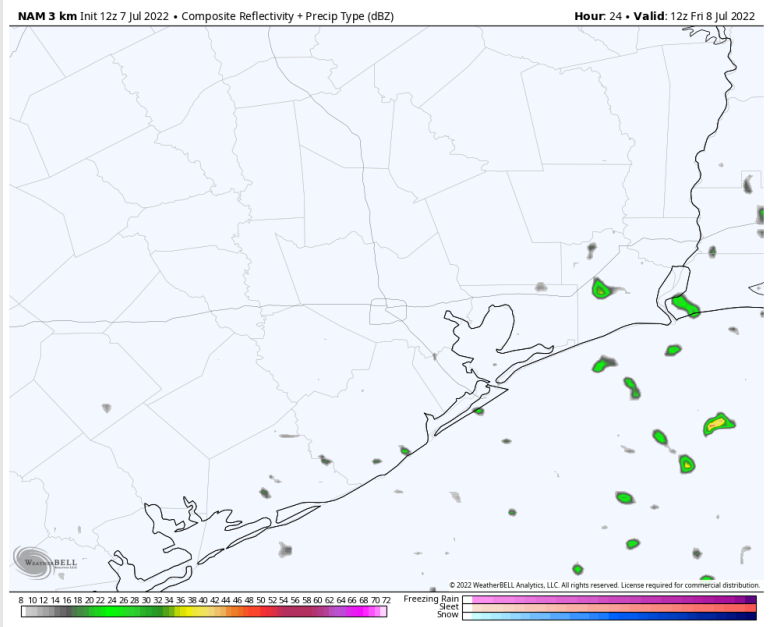 NAM 3 km Init 12z 7 Jul 2022 • Composite Reflectivity + Precip Type (dBZ)
Hour: 24 • Valid: 12z Fri 8 Jul 2022
WEATHERBELL
© 2022 WeatherBELL Analytics, LLC. All rights reserved. License required for commercial distribution.
8 10 12 14 16 18 20 22 24 26 28 30 32 34 36 38 40 42 44 46 48 50 52 54 56 58 60 62 64 66 68 70 72
Freezing Rain
Sleet
Snow